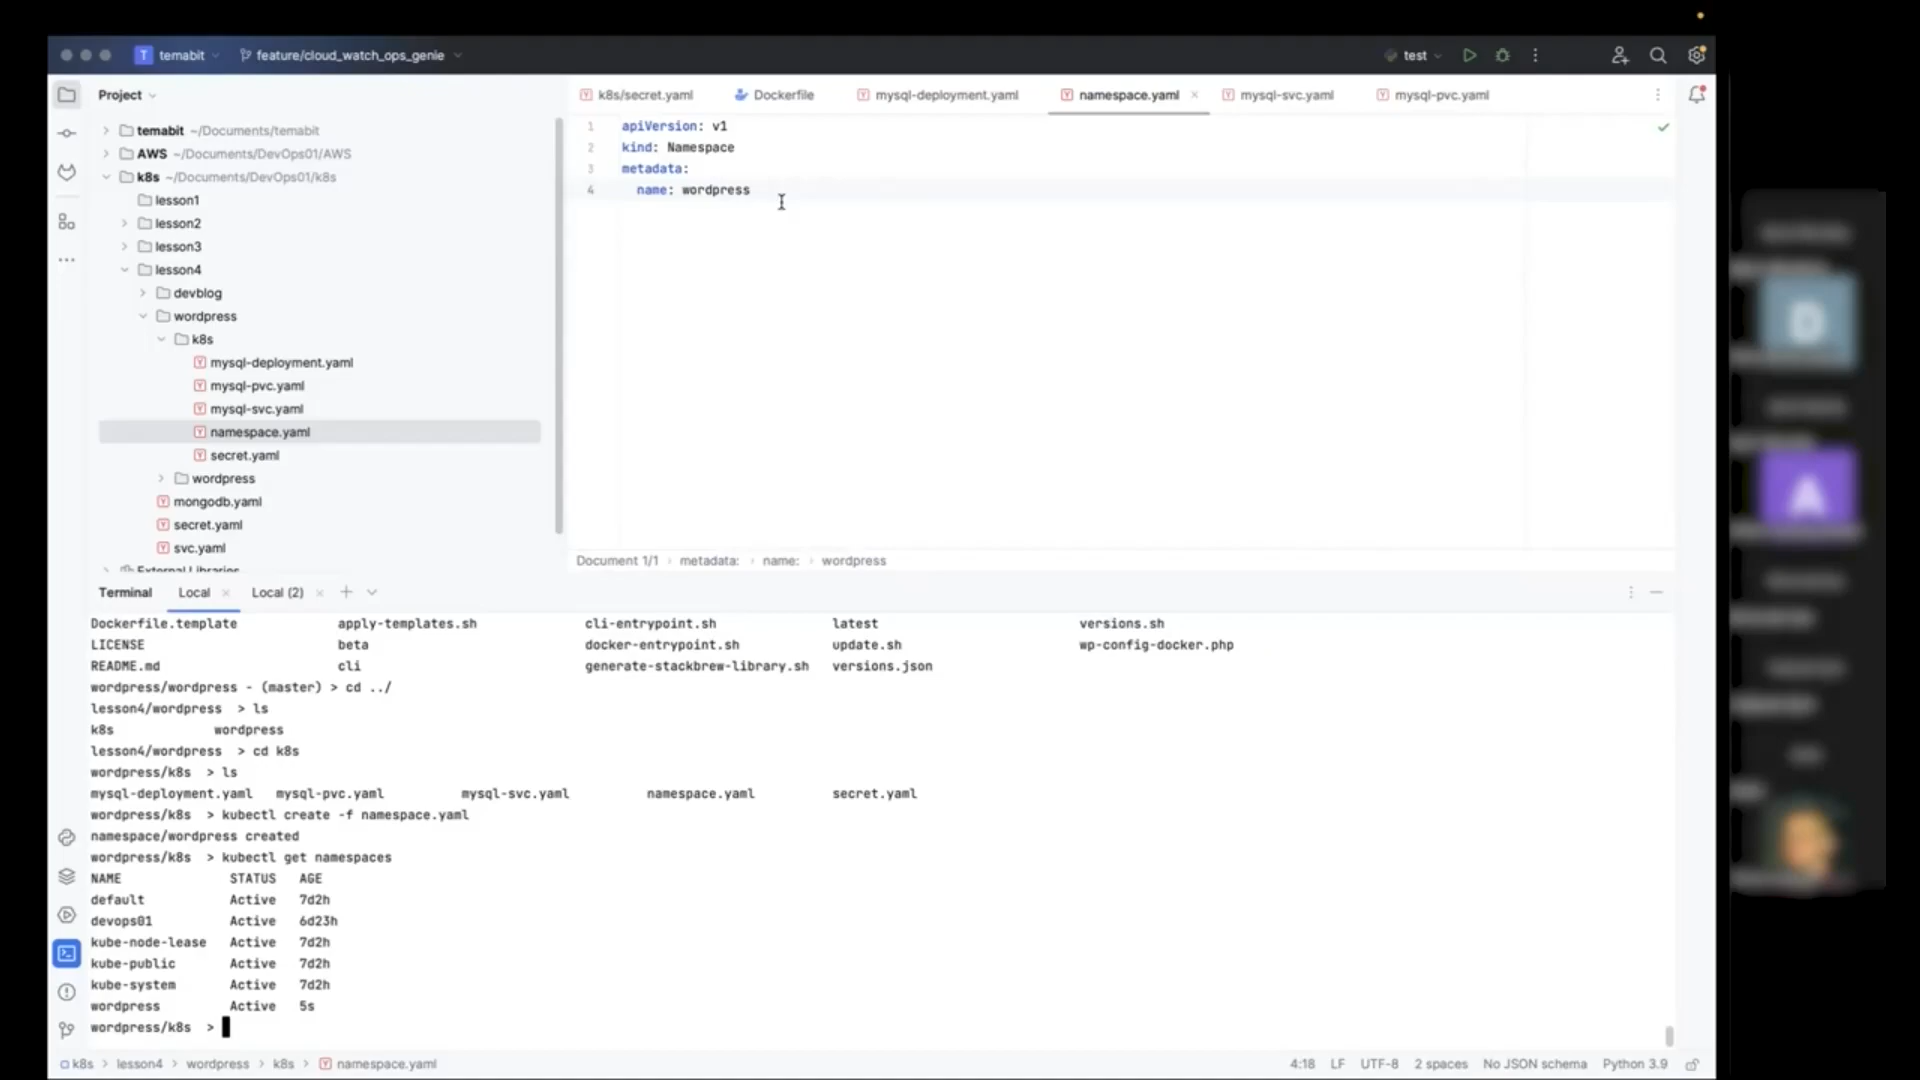 T temabit feature/cloud_watch_ops_genie test
Project
k8s/secret.yaml Dockerfile mysql-deployment.yaml namespace.yaml mysql-svc.yaml mysql-pvc.yaml
temabit ~/Documents/temabit
AWS ~/Documents/DevOps01/AWS
k8s ~/Documents/DevOps01/k8s
lesson1
lesson2
lesson3
lesson4
devblog
wordpress
k8s
mysql-deployment.yaml
mysql-pvc.yaml
mysql-svc.yaml
namespace.yaml
secret.yaml
wordpress
mongodb.yaml
secret.yaml
svc.yaml
External Libraries
1 apiVersion: v1
2 kind: Namespace
3 metadata:
4 name: wordpress
Document 1/1 › metadata: › name: › wordpress
Terminal Local Local (2)
Dockerfile.template apply-templates.sh cli-entrypoint.sh latest versions.sh
LICENSE beta docker-entrypoint.sh update.sh wp-config-docker.php
README.md cli generate-stackbrew-library.sh versions.json
wordpress/wordpress - (master) > cd ../
lesson4/wordpress > ls
k8s wordpress
lesson4/wordpress > cd k8s
wordpress/k8s > ls
mysql-deployment.yaml mysql-pvc.yaml mysql-svc.yaml namespace.yaml secret.yaml
wordpress/k8s > kubectl create -f namespace.yaml
namespace/wordpress created
wordpress/k8s > kubectl get namespaces
NAME STATUS AGE
default Active 7d2h
devops01 Active 6d23h
kube-node-lease Active 7d2h
kube-public Active 7d2h
kube-system Active 7d2h
wordpress Active 5s
wordpress/k8s >
k8s > lesson4 > wordpress > k8s > namespace.yaml 4:18 LF UTF-8 2 spaces No JSON schema Python 3.9
D
A